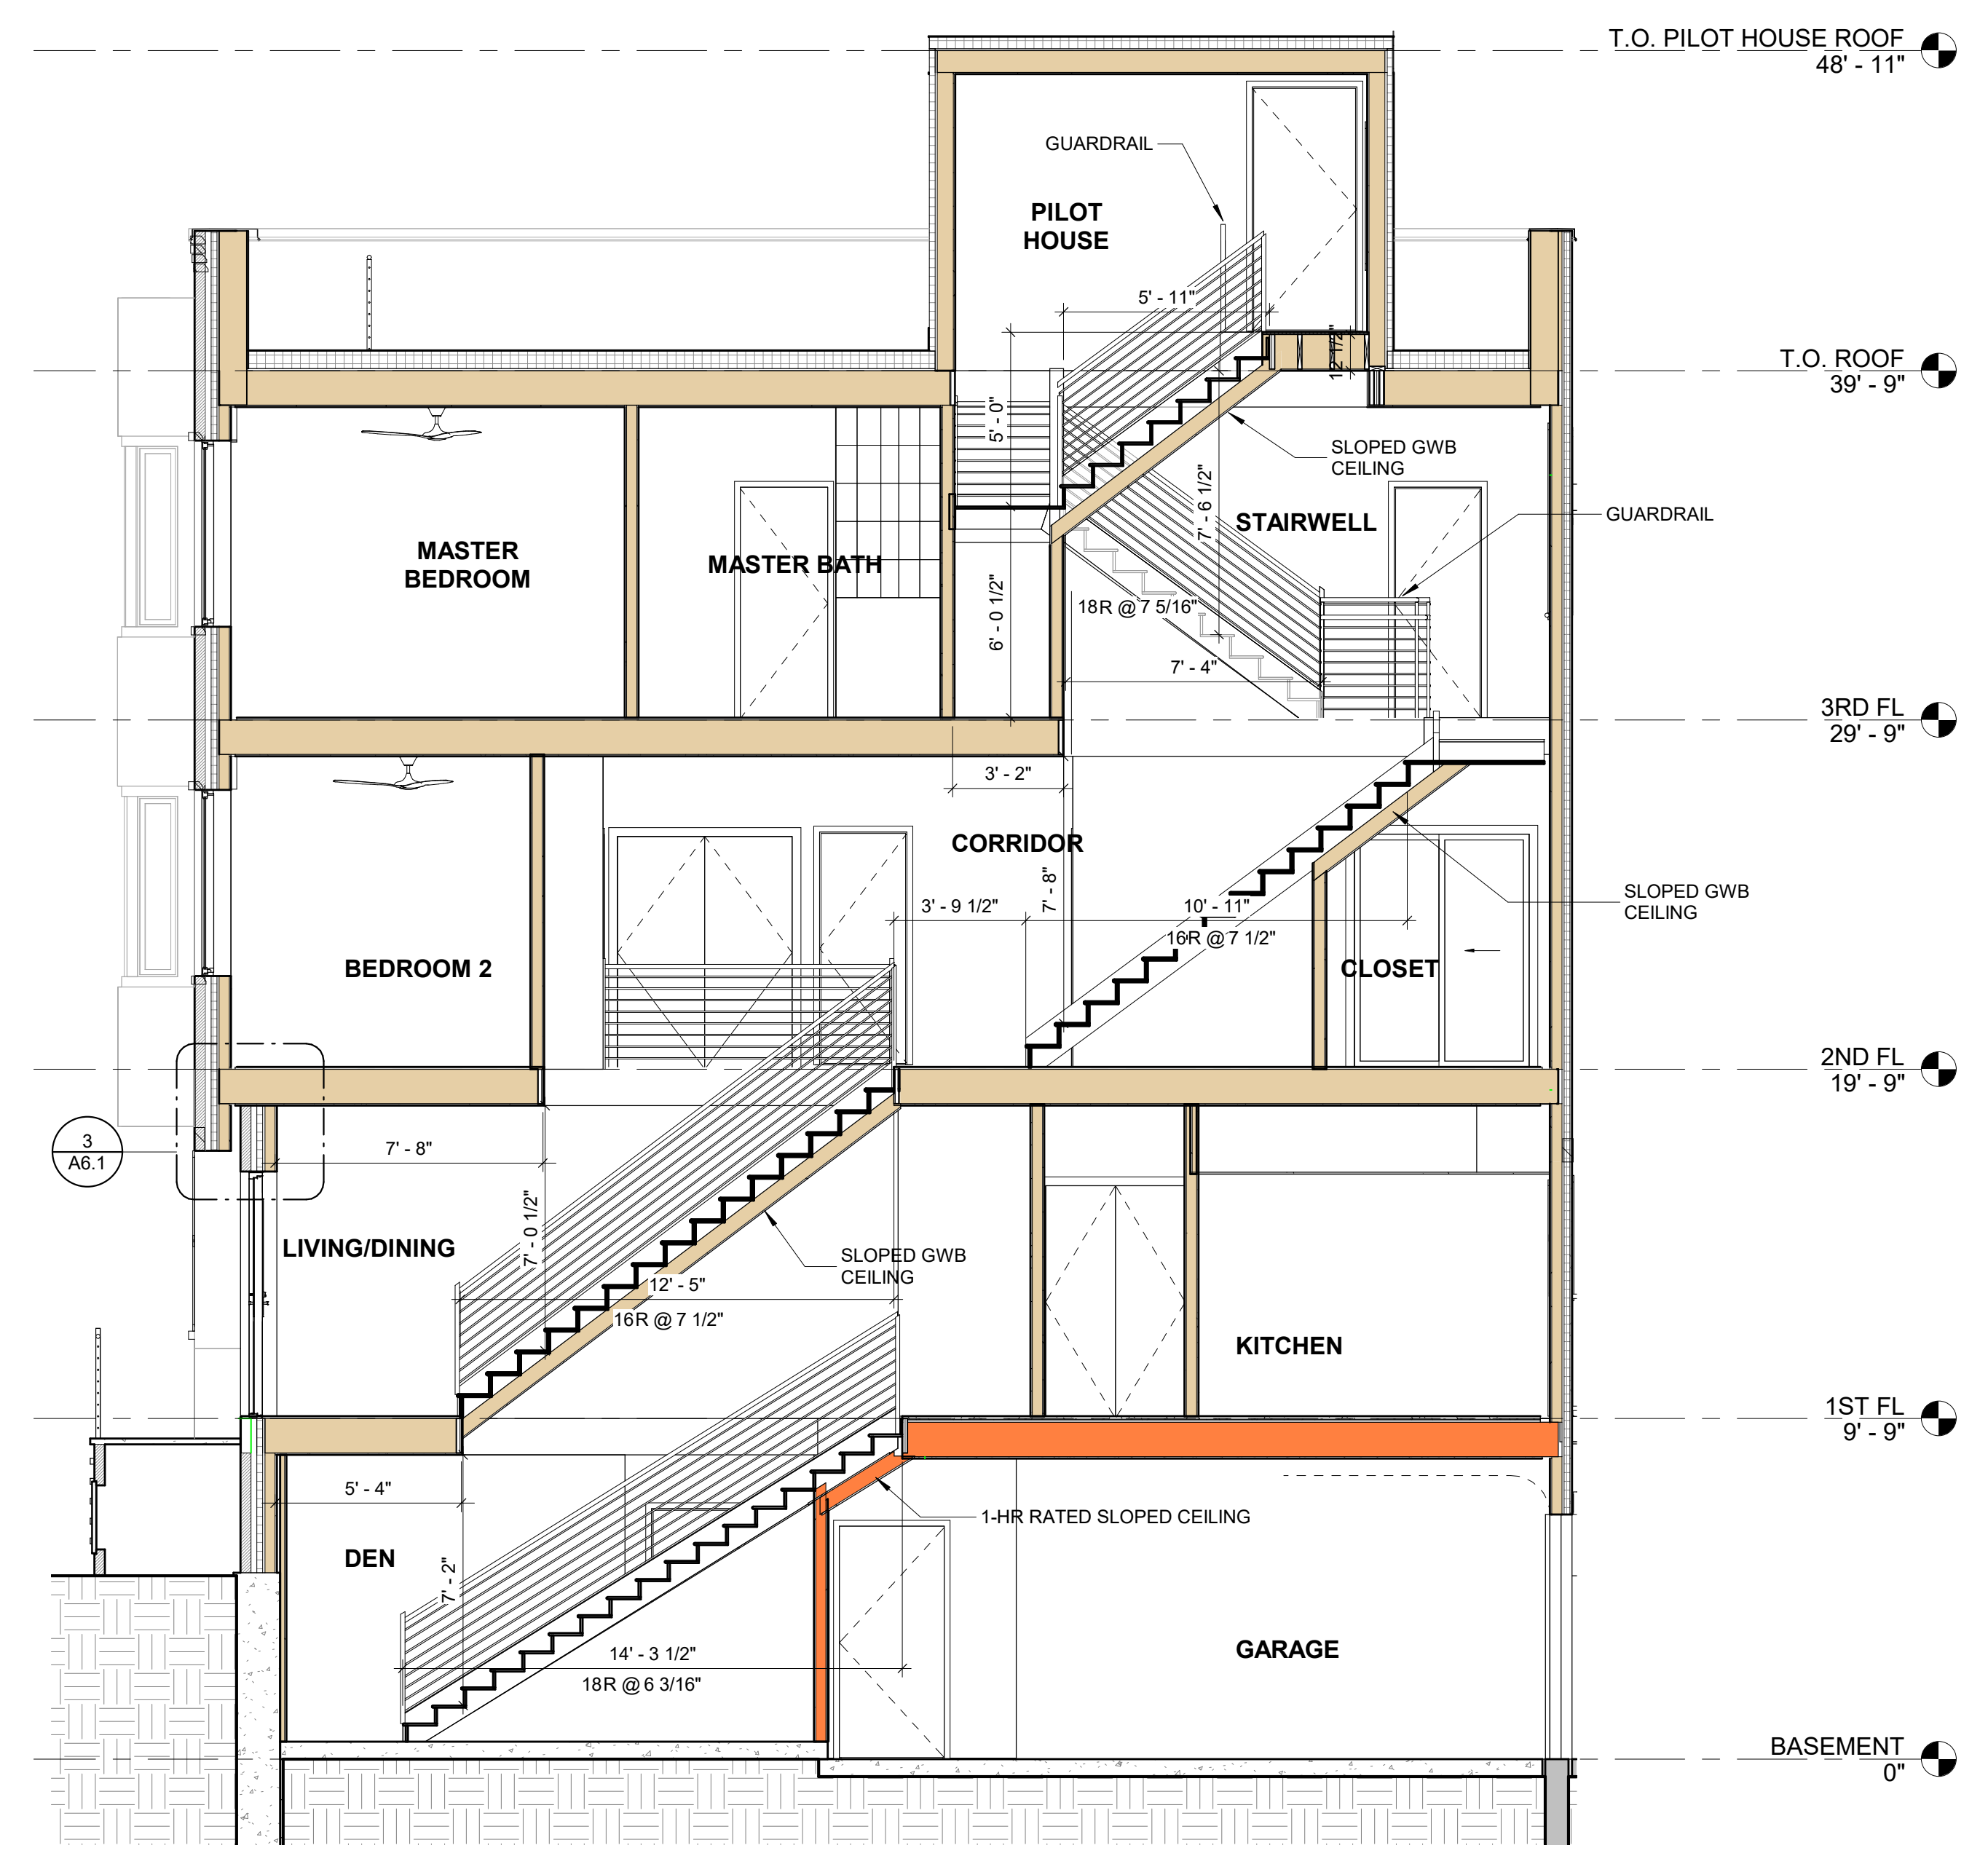 T.O. PILOT HOUSE ROOF
48' - 11"
GUARDRAIL
PILOT
HOUSE
5' - 11"
12 1/2"
T.O. ROOF
39' - 9"
5' - 0"
SLOPED GWB
CEILING
7' - 6 1/2"
STAIRWELL
GUARDRAIL
MASTER
BEDROOM
MASTER BATH
18R @ 7 5/16"
6' - 0 1/2"
7' - 4"
3RD FL
29' - 9"
3' - 2"
CORRIDOR
7' - 8"
SLOPED GWB
CEILING
3' - 9 1/2"
10' - 11"
16R @ 7 1/2"
BEDROOM 2
CLOSET
2ND FL
19' - 9"
3
A6.1
7' - 8"
7' - 0 1/2"
LIVING/DINING
SLOPED GWB
CEILING
12' - 5"
16R @ 7 1/2"
KITCHEN
1ST FL
9' - 9"
5' - 4"
1-HR RATED SLOPED CEILING
DEN
7' - 2"
14' - 3 1/2"
18R @ 6 3/16"
GARAGE
BASEMENT
0"